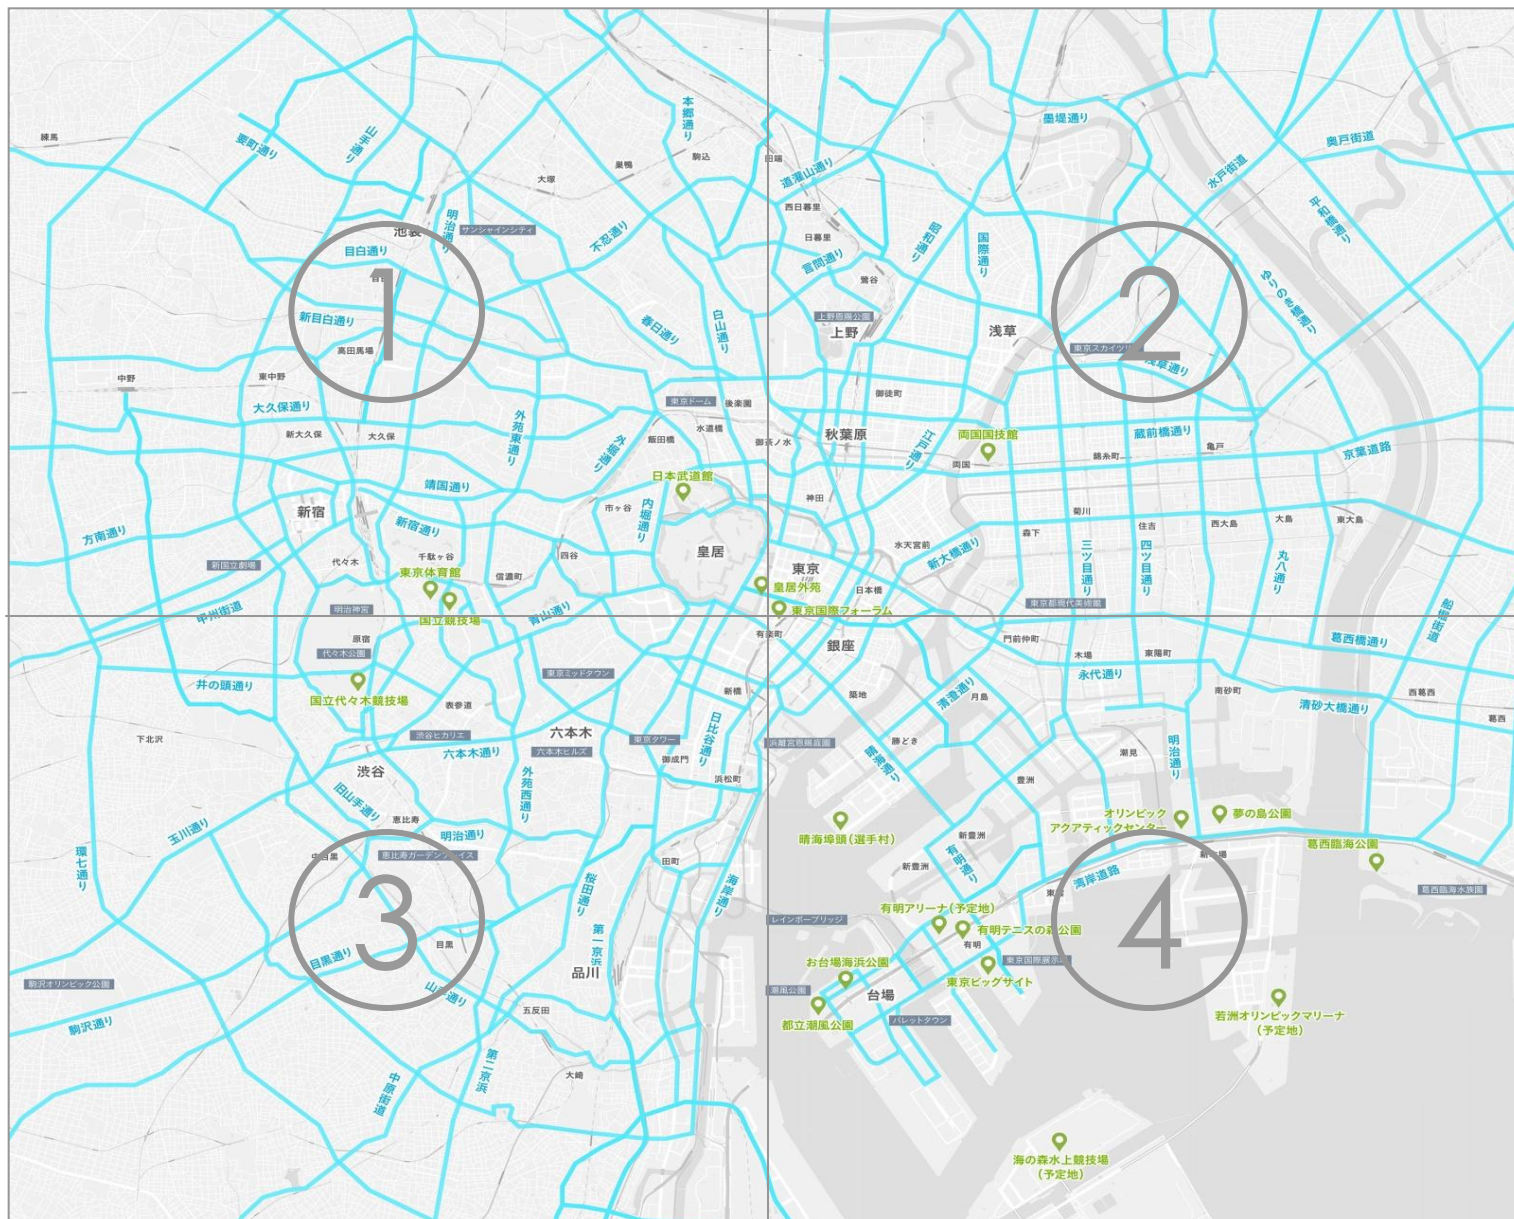 本郷通り
墨堤通り
練馬
要町通り
山手通り
巣鴨
駒込
田端
道灌山通り
水戸街道
奥戸街道
大塚
西日暮里
平和橋通り
池袋
明治通り
サンシャインシティ
不忍通り
日暮里
昭和通り
国際通り
目白通り
言問通り
鶯谷
ゆりのき橋通り
1
2
新目白通り
春日通り
白山通り
上野恩賜公園
上野
浅草
高田馬場
東京スカイツリ
浅草通り
中野
東中野
大久保通り
東京ドーム
後楽園
御徒町
外苑東通り
水道橋
新大久保
大久保
外堀通り
飯田橋
御茶ノ水
秋葉原
江戸通り
両国国技館
蔵前橋通り
亀戸
京葉道路
両国
錦糸町
日本武道館
靖国通り
新宿
市ヶ谷
内堀通り
神田
菊川
方南通り
新宿通り
森下
住吉
西大島
大島
東大島
千駄ヶ谷
四谷
皇居
水天宮前
新大橋通り
三ツ目通り
四ツ目通り
丸八通り
新国立劇場
代々木
東京体育館
信濃町
東京
皇居外苑
日本橋
甲州街道
明治神宮
国立競技場
青山通り
東京国際フォーラム
東京都現代美術館
船堀街道
原宿
有楽町
銀座
門前仲町
葛西橋通り
代々木公園
木場
東陽町
井の頭通り
国立代々木競技場
東京ミッドタウン
新橋
築地
清澄通り
月島
永代通り
南砂町
清砂大橋通り
西葛西
葛西
表参道
下北沢
渋谷ヒカリエ
六本木
東京タワー
日比谷通り
浜離宮恩賜庭園
勝どき
六本木通り
六本木ヒルズ
御成門
晴海通り
潮見
明治通り
渋谷
外苑西通り
浜松町
豊洲
旧山手通り
玉川通り
恵比寿
明治通り
晴海埠頭(選手村)
新豊洲
オリンピック
アクアティックセンター
夢の島公園
環七通り
中目黒
恵比寿ガーデンプレイス
田町
新豊洲
有明通り
葛西臨海公園
桜田通り
海岸通り
湾岸道路
葛西臨海水族園
3
4
レインボーブリッジ
有明アリーナ(予定地)
有明テニスの森公園
目黒通り
目黒
第一京浜
有明
お台場海浜公園
東京ビッグサイト
駒沢オリンピック公園
山手通り
品川
潮風公園
台場
若洲オリンピックマリーナ
(予定地)
駒沢通り
五反田
都立潮風公園
パレットタウン
中原街道
第二京浜
大崎
海の森水上競技場
(予定地)